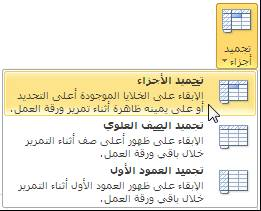 تجميد
أجزاء
تجميد الأجزاء
الإبقاء على الخلايا الموجودة أعلى التحديد
أو على يمينه ظاهرة أثناء تمرير ورقة العمل.
تجميد الصف العلوي
الإبقاء على ظهور أعلى صف أثناء التمرير
خلال باقي ورقة العمل.
تجميد العمود الأول
الإبقاء على ظهور العمود الأول أثناء التمرير
خلال باقي ورقة العمل.